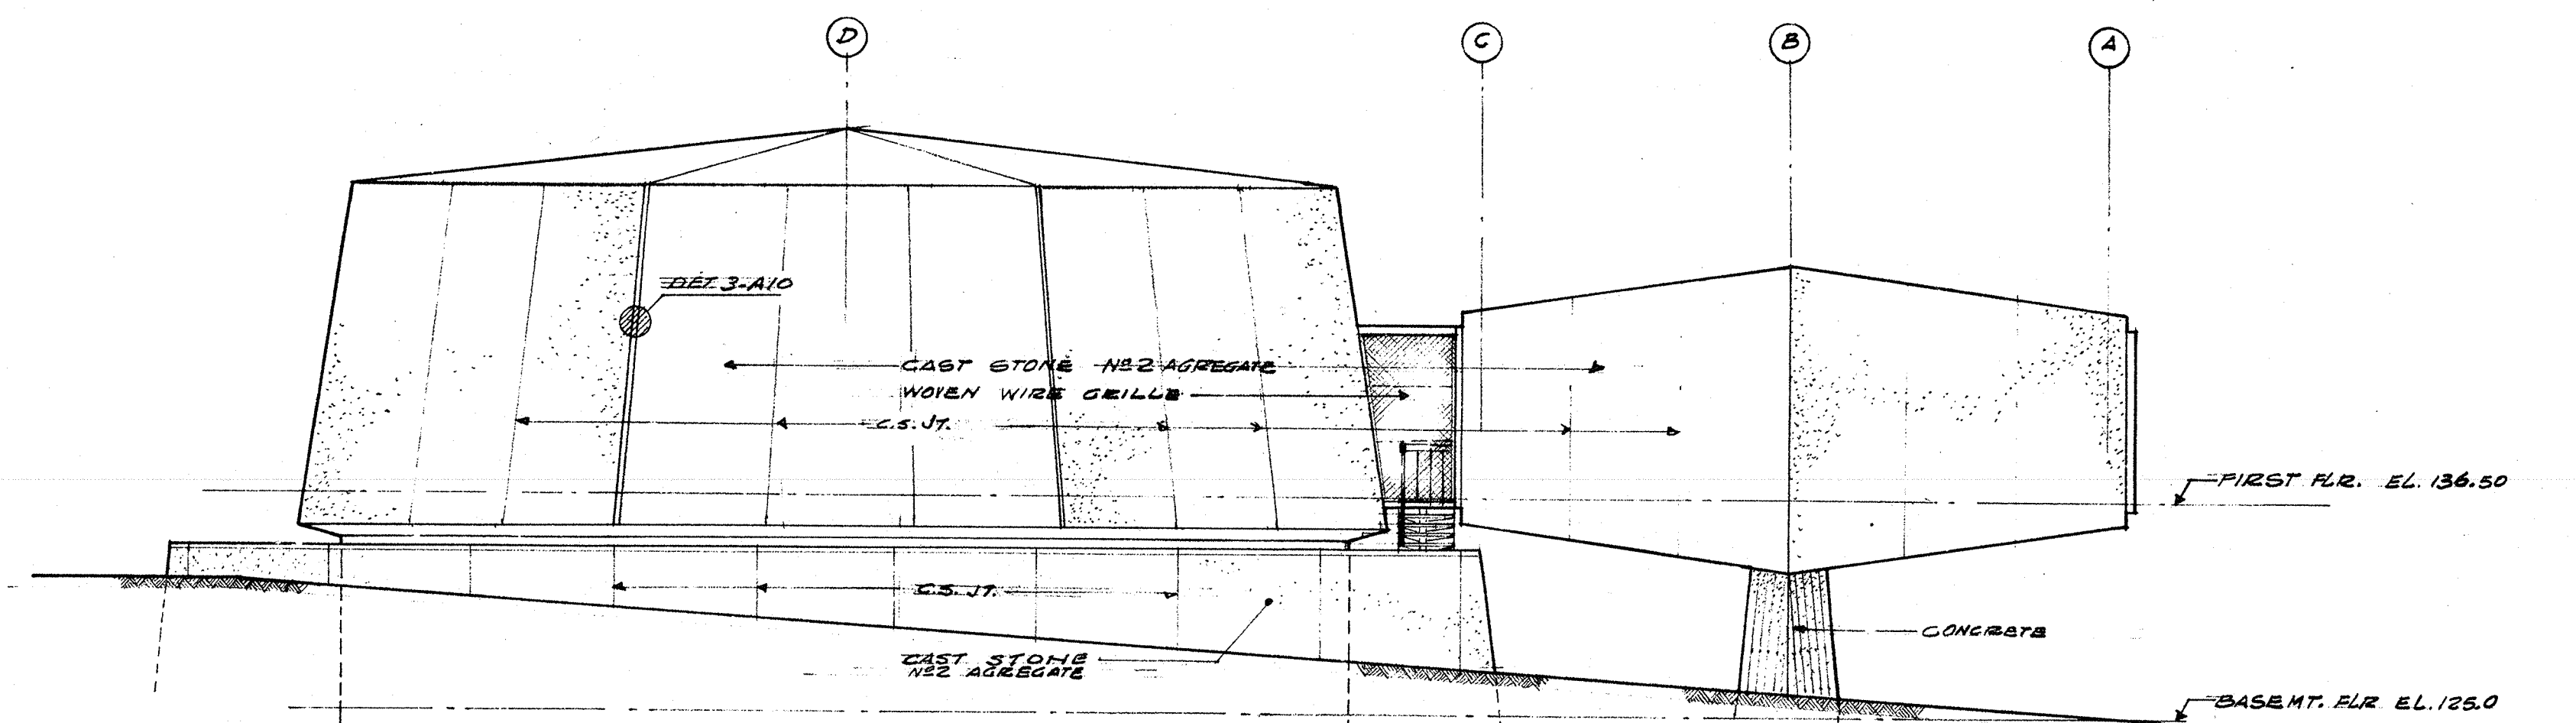 D
C
B
A
DET 3-A10
CAST STONE Nº2 AGREGATE
WOVEN WIRE GRILLE
C.S. JT.
FIRST FLR. EL. 136.50
C.S. JT.
CONCRETE
CAST STONE
Nº2 AGREGATE
BASEMT. FLR EL. 125.0